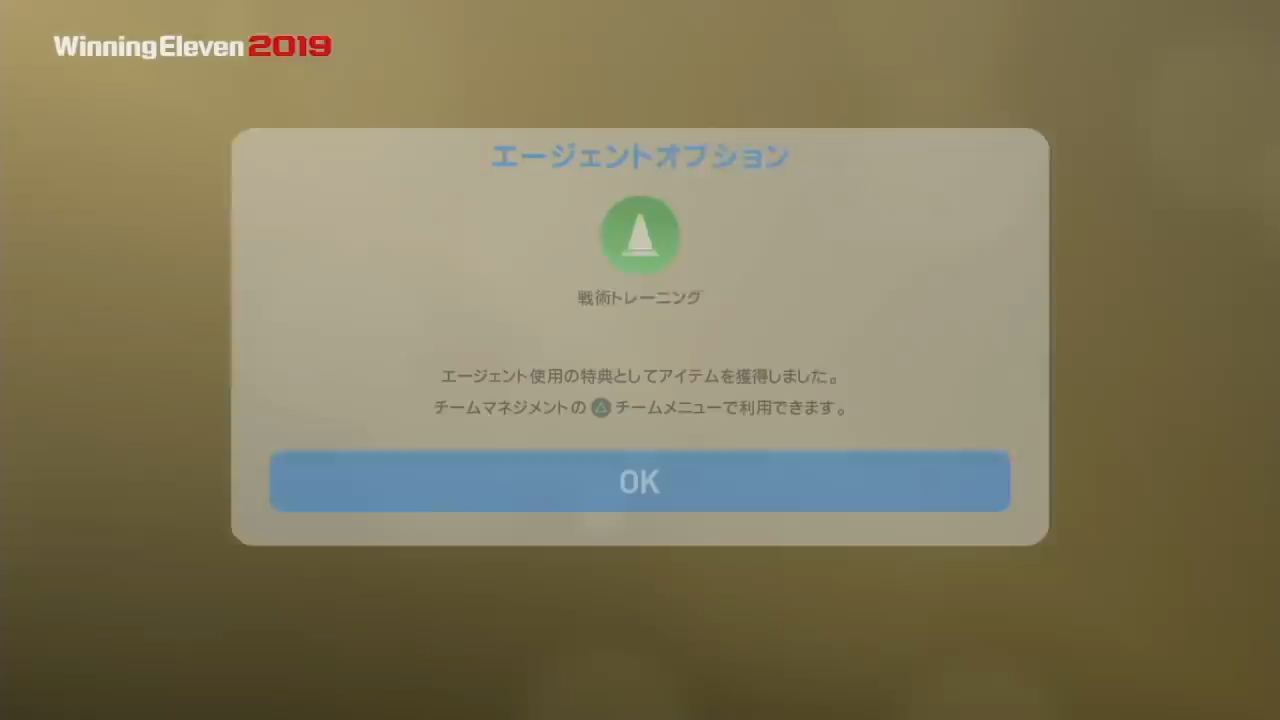 WinningEleven 2019
エージェントオプション
戦術トレーニング
エージェント使用の特典としてアイテムを獲得しました。
チームマネジメントの△チームメニューで利用できます。
OK